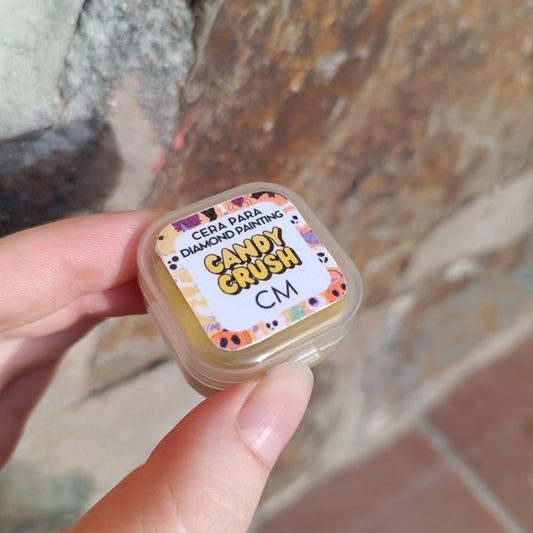 CERA PARA
DIAMOND PAINTING
CANDY
CRUSH
CM